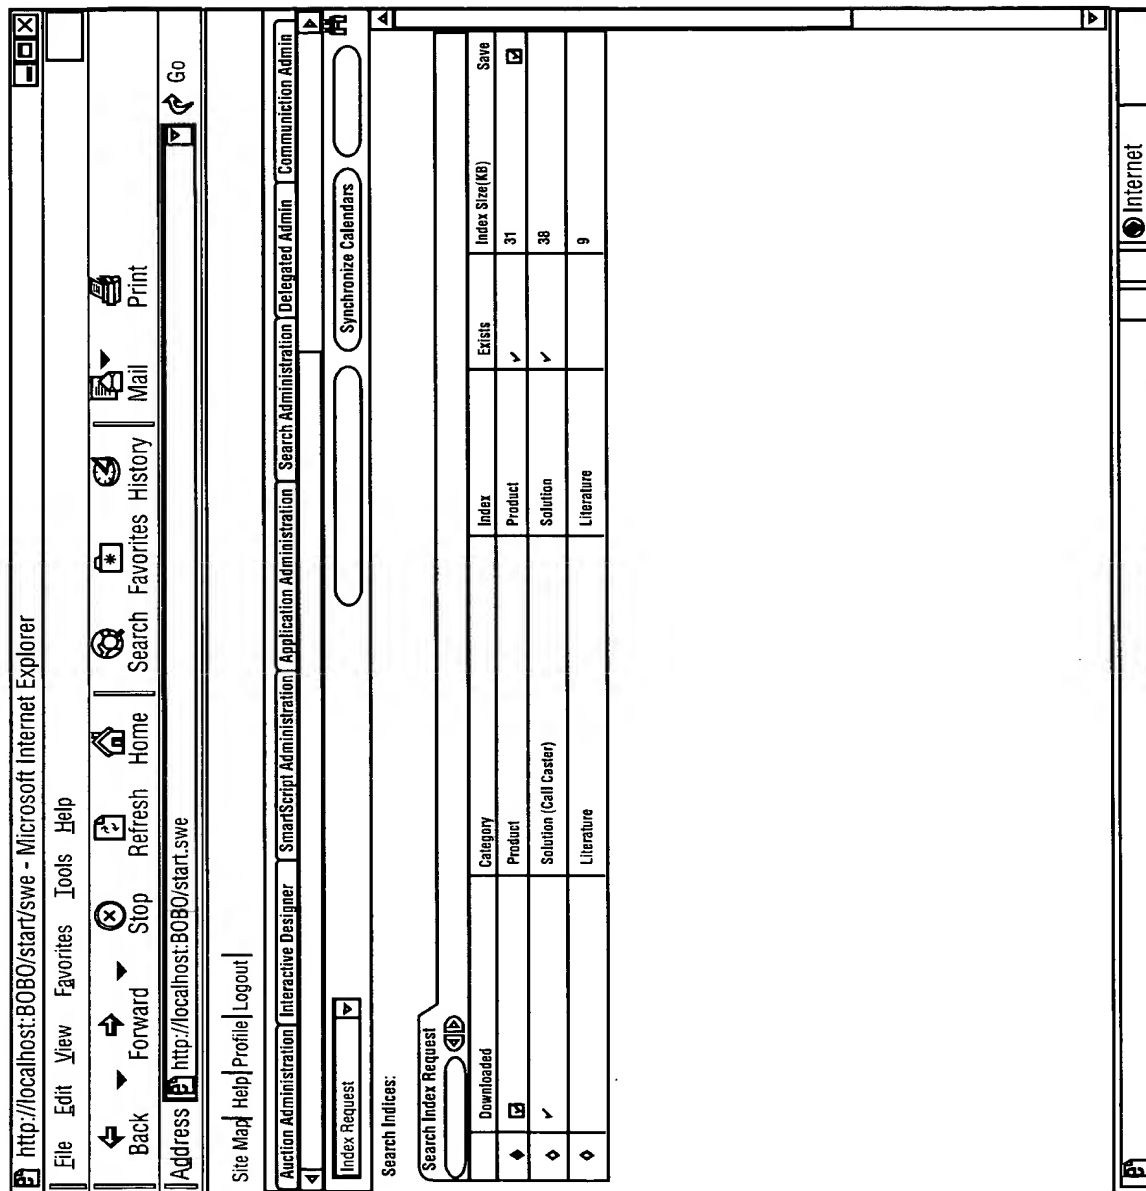 http://localhost:BOBO/start/swe - Microsoft Internet Explorer
File Edit View Favorites Tools Help
Back Forward Stop Refresh Home Search Favorites History Mail Print
Address http://localhost:BOBO/start.swe Go
Site Map| Help| Profile| Logout|
Auction Administration Interactive Designer SmartScript Administration Application Administration Search Administration Delegated Admin Communiction Admin
Index Request Synchronize Calendars
Search Indices:
Search Index Request
Downloaded Category Index Exists Index Size(KB) Save
Product Product 31
Solution (Call Caster) Solution 38
Literature Literature 9
Internet